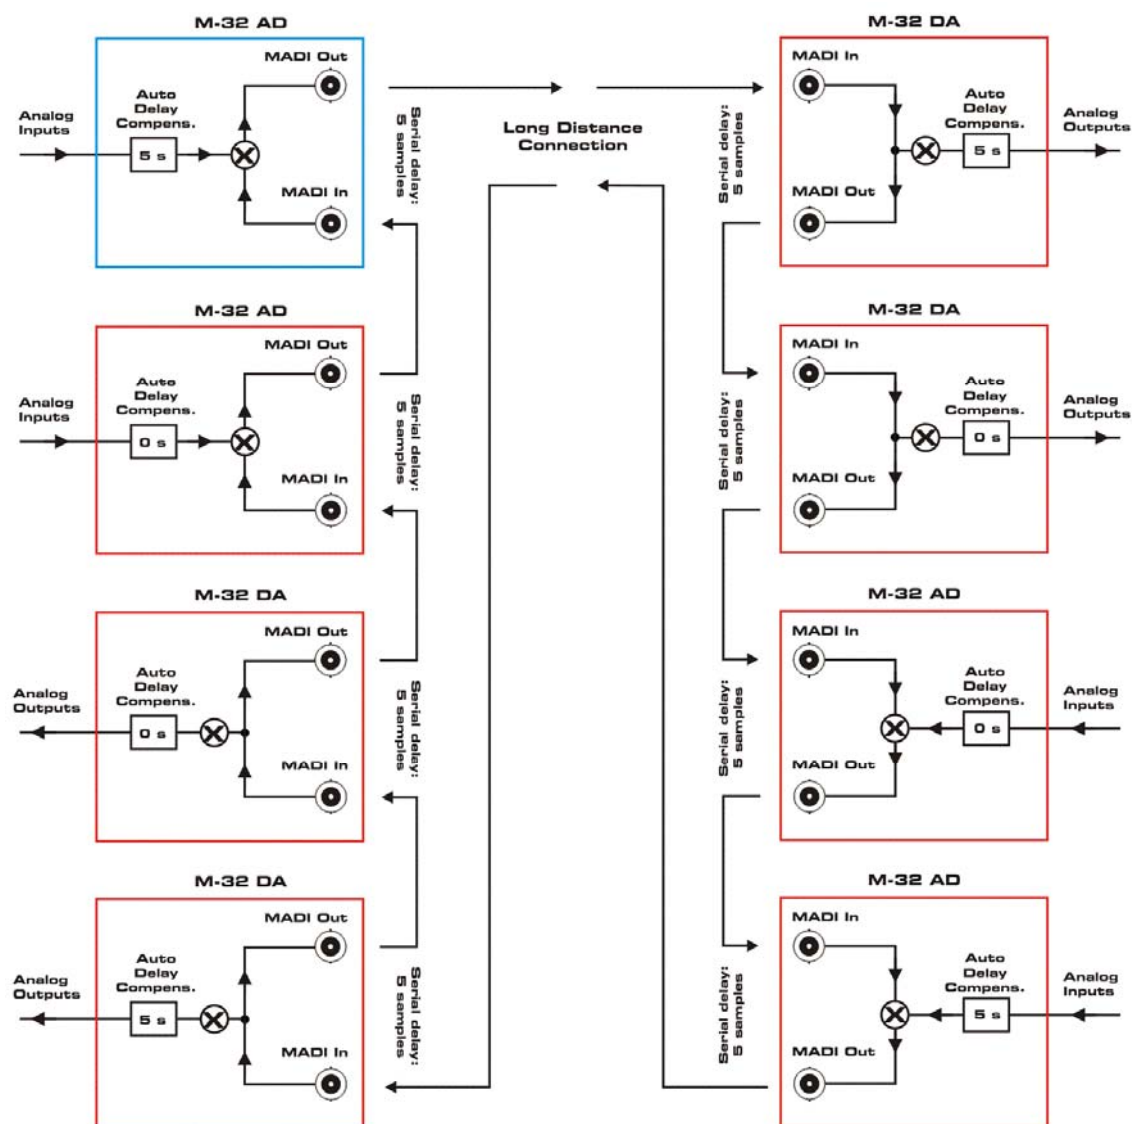 M-32 AD
MADI Out
Analog
Inputs
Auto
Delay
Compens.
5 s
MADI In
Serial delay:
5 samples
Long Distance
Connection
M-32 DA
MADI In
Serial delay:
5 samples
Auto
Delay
Compens.
5 s
Analog
Outputs
MADI Out
M-32 AD
MADI Out
Analog
Inputs
Auto
Delay
Compens.
0 s
MADI In
Serial delay:
5 samples
M-32 DA
MADI In
Serial delay:
5 samples
Auto
Delay
Compens.
0 s
Analog
Outputs
MADI Out
M-32 DA
MADI Out
Analog
Outputs
Auto
Delay
Compens.
0 s
MADI In
Serial delay:
5 samples
M-32 AD
MADI In
Serial delay:
5 samples
Auto
Delay
Compens.
0 s
Analog
Inputs
MADI Out
M-32 DA
MADI Out
Analog
Outputs
Auto
Delay
Compens.
5 s
MADI In
Serial delay:
5 samples
M-32 AD
MADI In
Serial delay:
5 samples
Auto
Delay
Compens.
5 s
Analog
Inputs
MADI Out